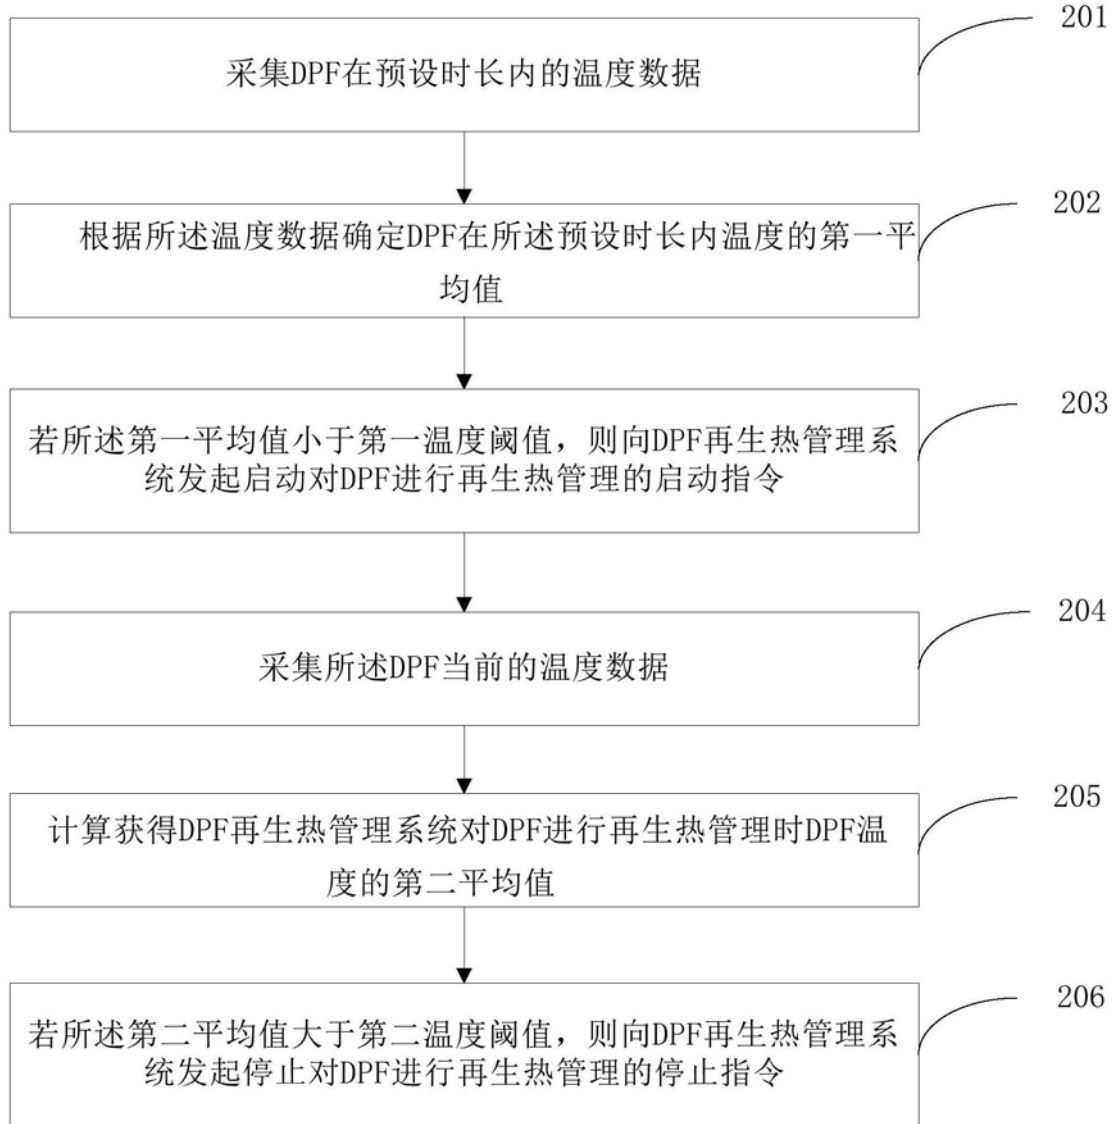 201
采集DPF在预设时长内的温度数据
202
根据所述温度数据确定DPF在所述预设时长内温度的第一平
均值
203
若所述第一平均值小于第一温度阈值，则向DPF再生热管理系
统发起启动对DPF进行再生热管理的启动指令
204
采集所述DPF当前的温度数据
205
计算获得DPF再生热管理系统对DPF进行再生热管理时DPF温
度的第二平均值
206
若所述第二平均值大于第二温度阈值，则向DPF再生热管理系
统发起停止对DPF进行再生热管理的停止指令